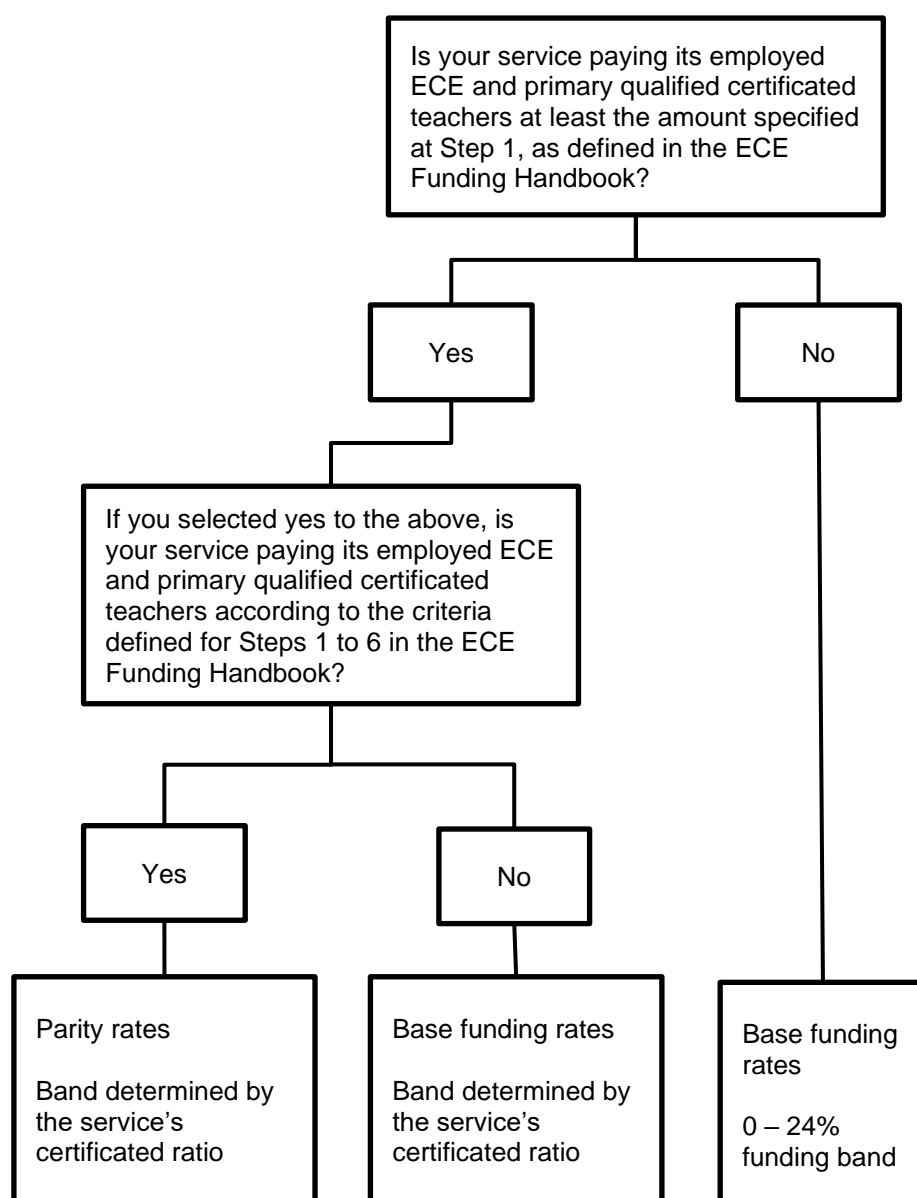 Is your service paying its employed
ECE and primary qualified certificated
teachers at least the amount specified
at Step 1, as defined in the ECE
Funding Handbook?
Yes
No
If you selected yes to the above, is
your service paying its employed ECE
and primary qualified certificated
teachers according to the criteria
defined for Steps 1 to 6 in the ECE
Funding Handbook?
Yes
No
Parity rates
Band determined by
the service’s
certificated ratio
Base funding rates
Band determined by
the service’s
certificated ratio
Base funding
rates
0 – 24%
funding band